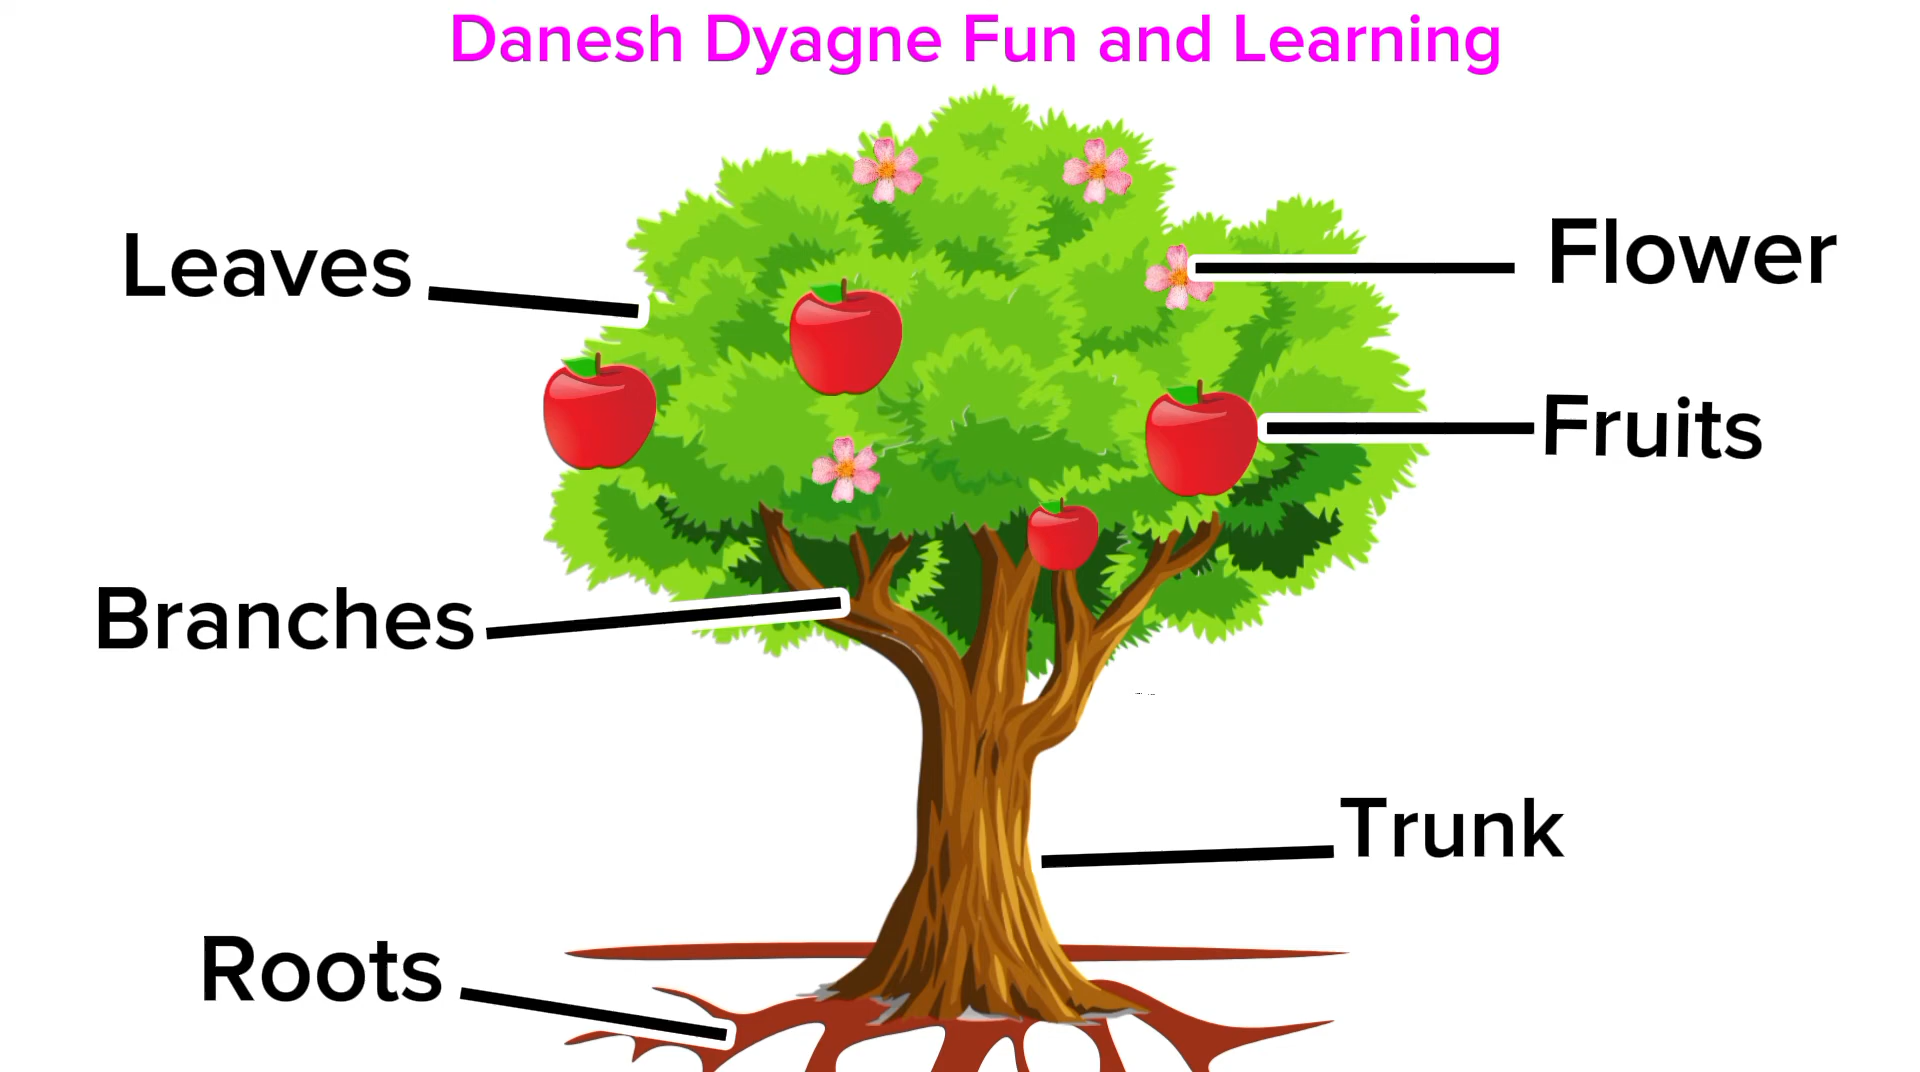 Danesh Dyagne Fun and Learning
Leaves
Flower
Fruits
Branches
Trunk
Roots